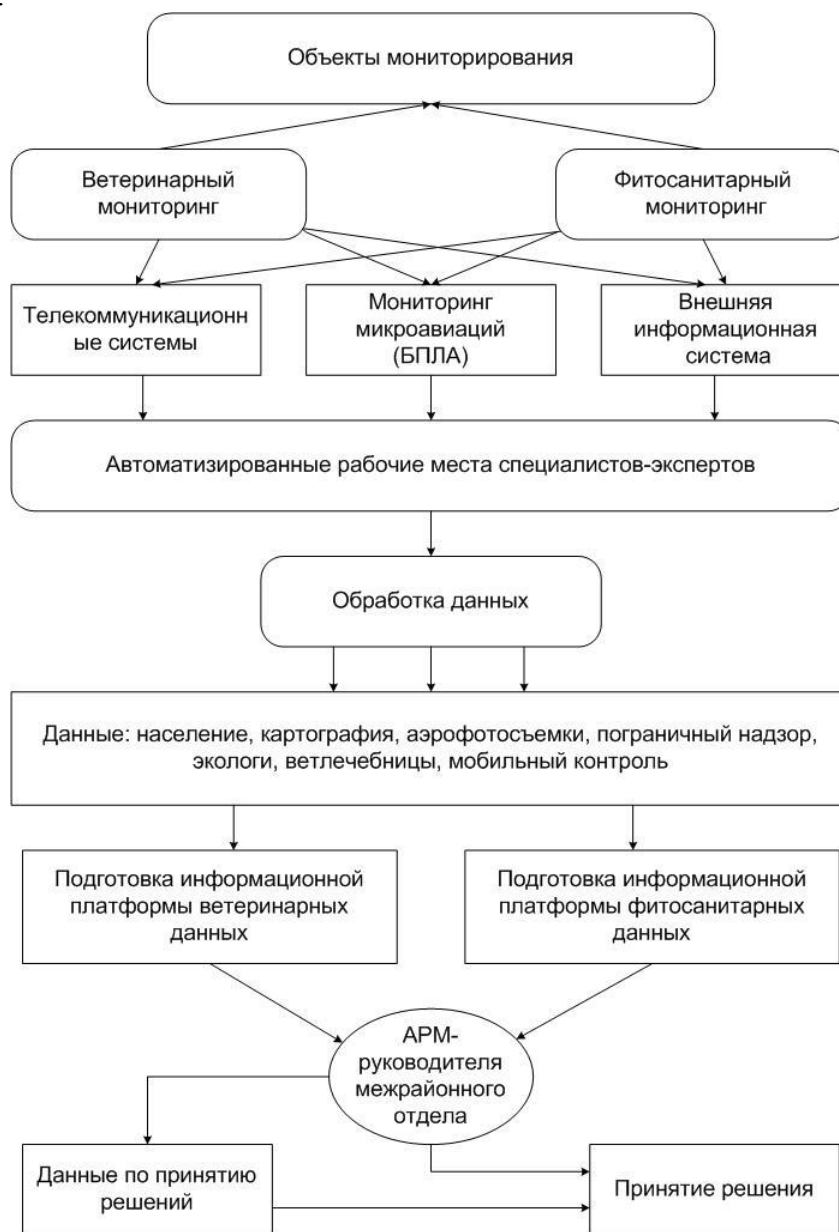 Объекты мониторирования
Ветеринарный
мониторинг
Фитосанитарный
мониторинг
Телекоммуникационн
ые системы
Мониторинг
микроавиаций
(БПЛА)
Внешняя
информационная
система
Автоматизированные рабочие места специалистов-экспертов
Обработка данных
Данные: население, картография, аэрофотосъемки, пограничный надзор,
экологи, ветлечебницы, мобильный контроль
Подготовка информационной
платформы ветеринарных
данных
Подготовка информационной
платформы фитосанитарных
данных
АРМ-
руководителя
межрайонного
отдела
Данные по принятию
решений
Принятие решения